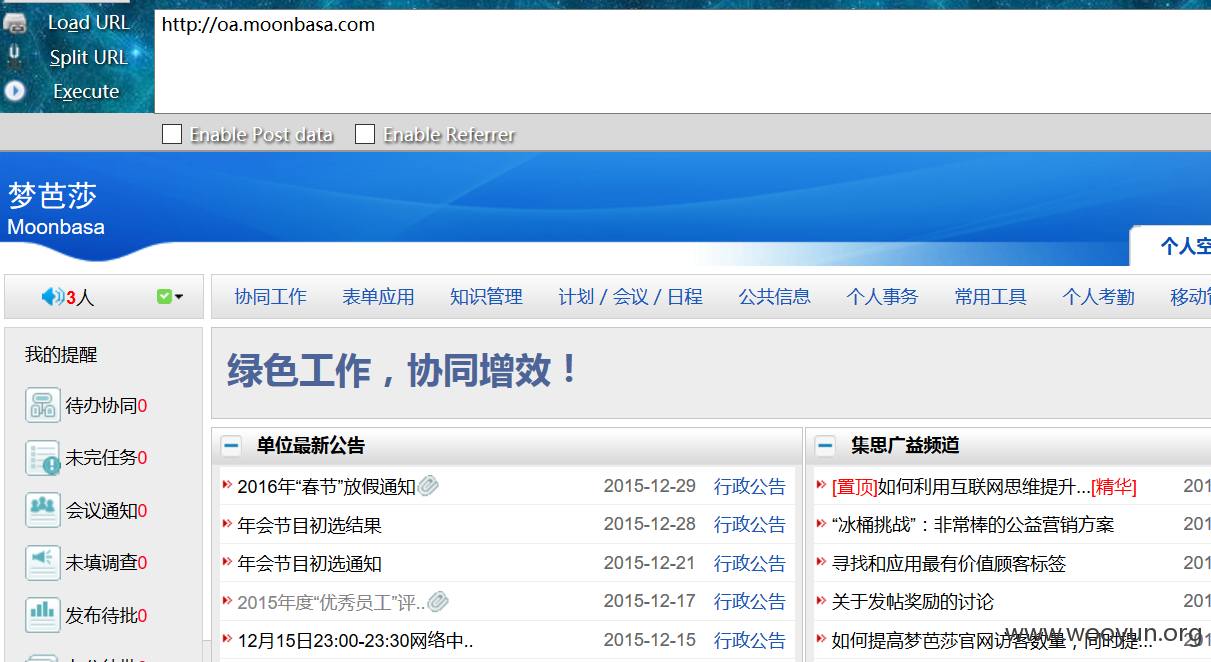 Load URL
http://oa.moonbasa.com
Split URL
Execute
Enable Post data
Enable Referrer
梦芭莎
Moonbasa
3人
协同工作
表单应用
知识管理
计划 / 会议 / 日程
公共信息
个人事务
常用工具
个人考勤
移动
我的提醒
待办协同0
未完任务0
会议通知0
未填调查0
发布待批0
绿色工作，协同增效！
单位最新公告
2016年“春节”放假通知 2015-12-29 行政公告
年会节目初选结果 2015-12-28 行政公告
年会节目初选通知 2015-12-21 行政公告
2015年度“优秀员工”评.. 2015-12-17 行政公告
12月15日23:00-23:30网络中.. 2015-12-15 行政公告
集思广益频道
[置顶]如何利用互联网思维提升...[精华] 201
“冰桶挑战”：非常棒的公益营销方案 201
寻找和应用最有价值顾客标签 201
关于发帖奖励的讨论 201
如何提高梦芭莎官网访客数量，同时提... 201
www.wooyun.org
个人空